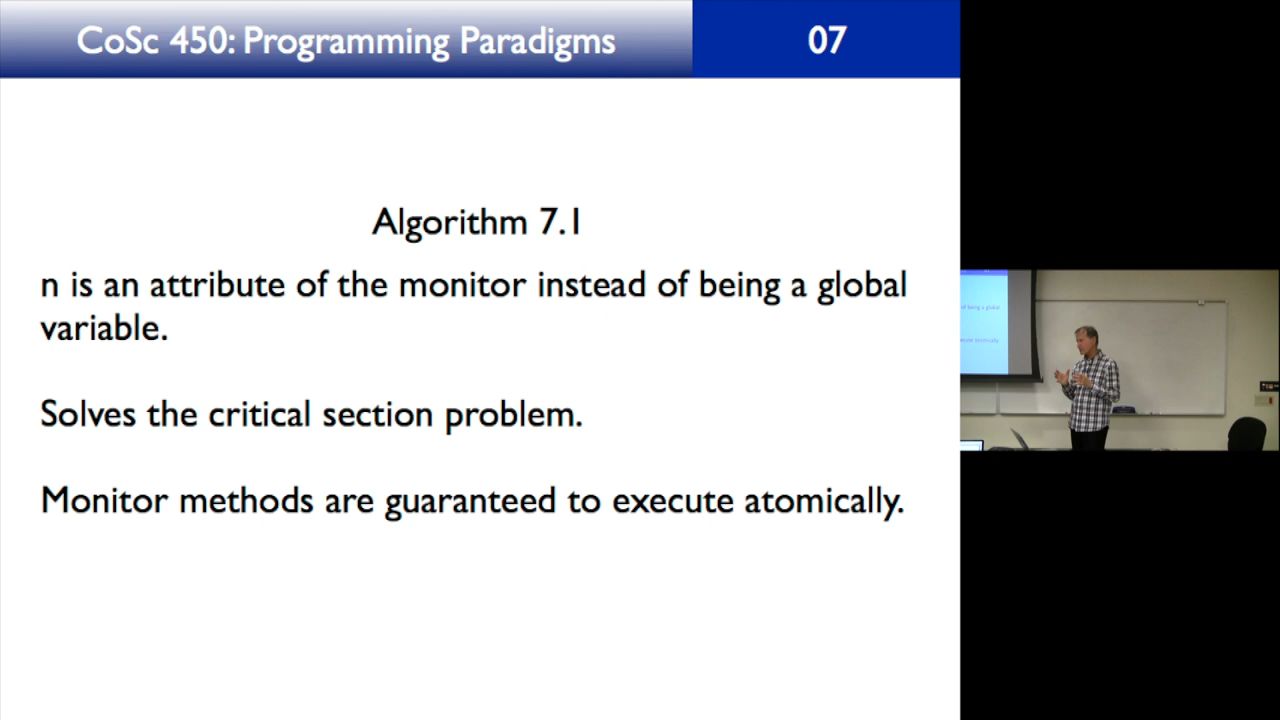 CoSc 450: Programming Paradigms
07
Algorithm 7.1
n is an attribute of the monitor instead of being a global
variable.
Solves the critical section problem.
Monitor methods are guaranteed to execute atomically.